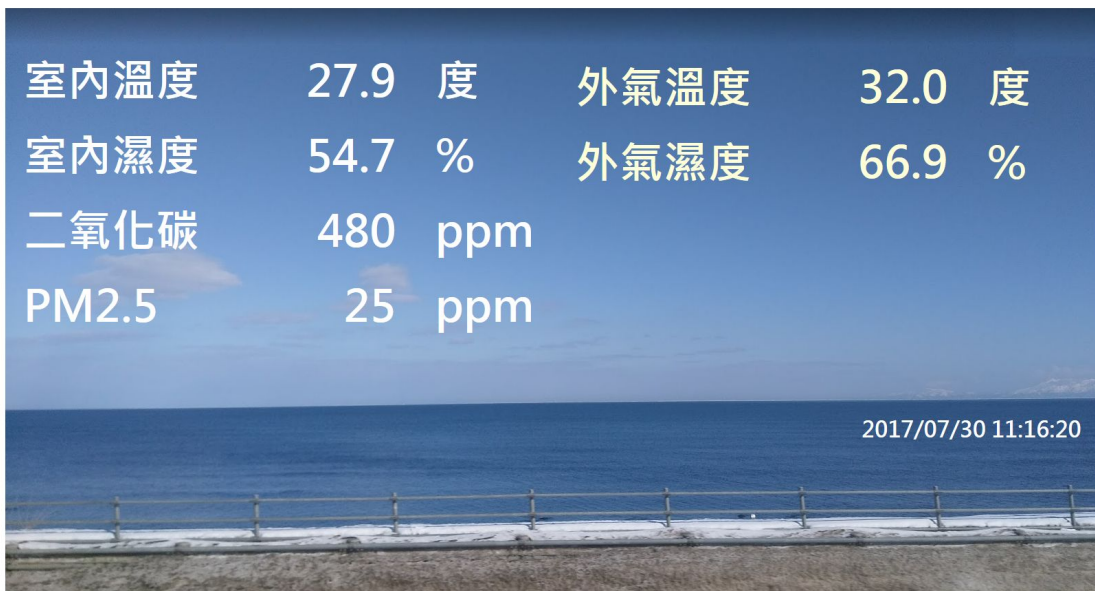 室內溫度 27.9 度
室內濕度 54.7 %
二氧化碳 480 ppm
PM2.5 25 ppm
外氣溫度 32.0 度
外氣濕度 66.9 %
2017/07/30 11:16:20